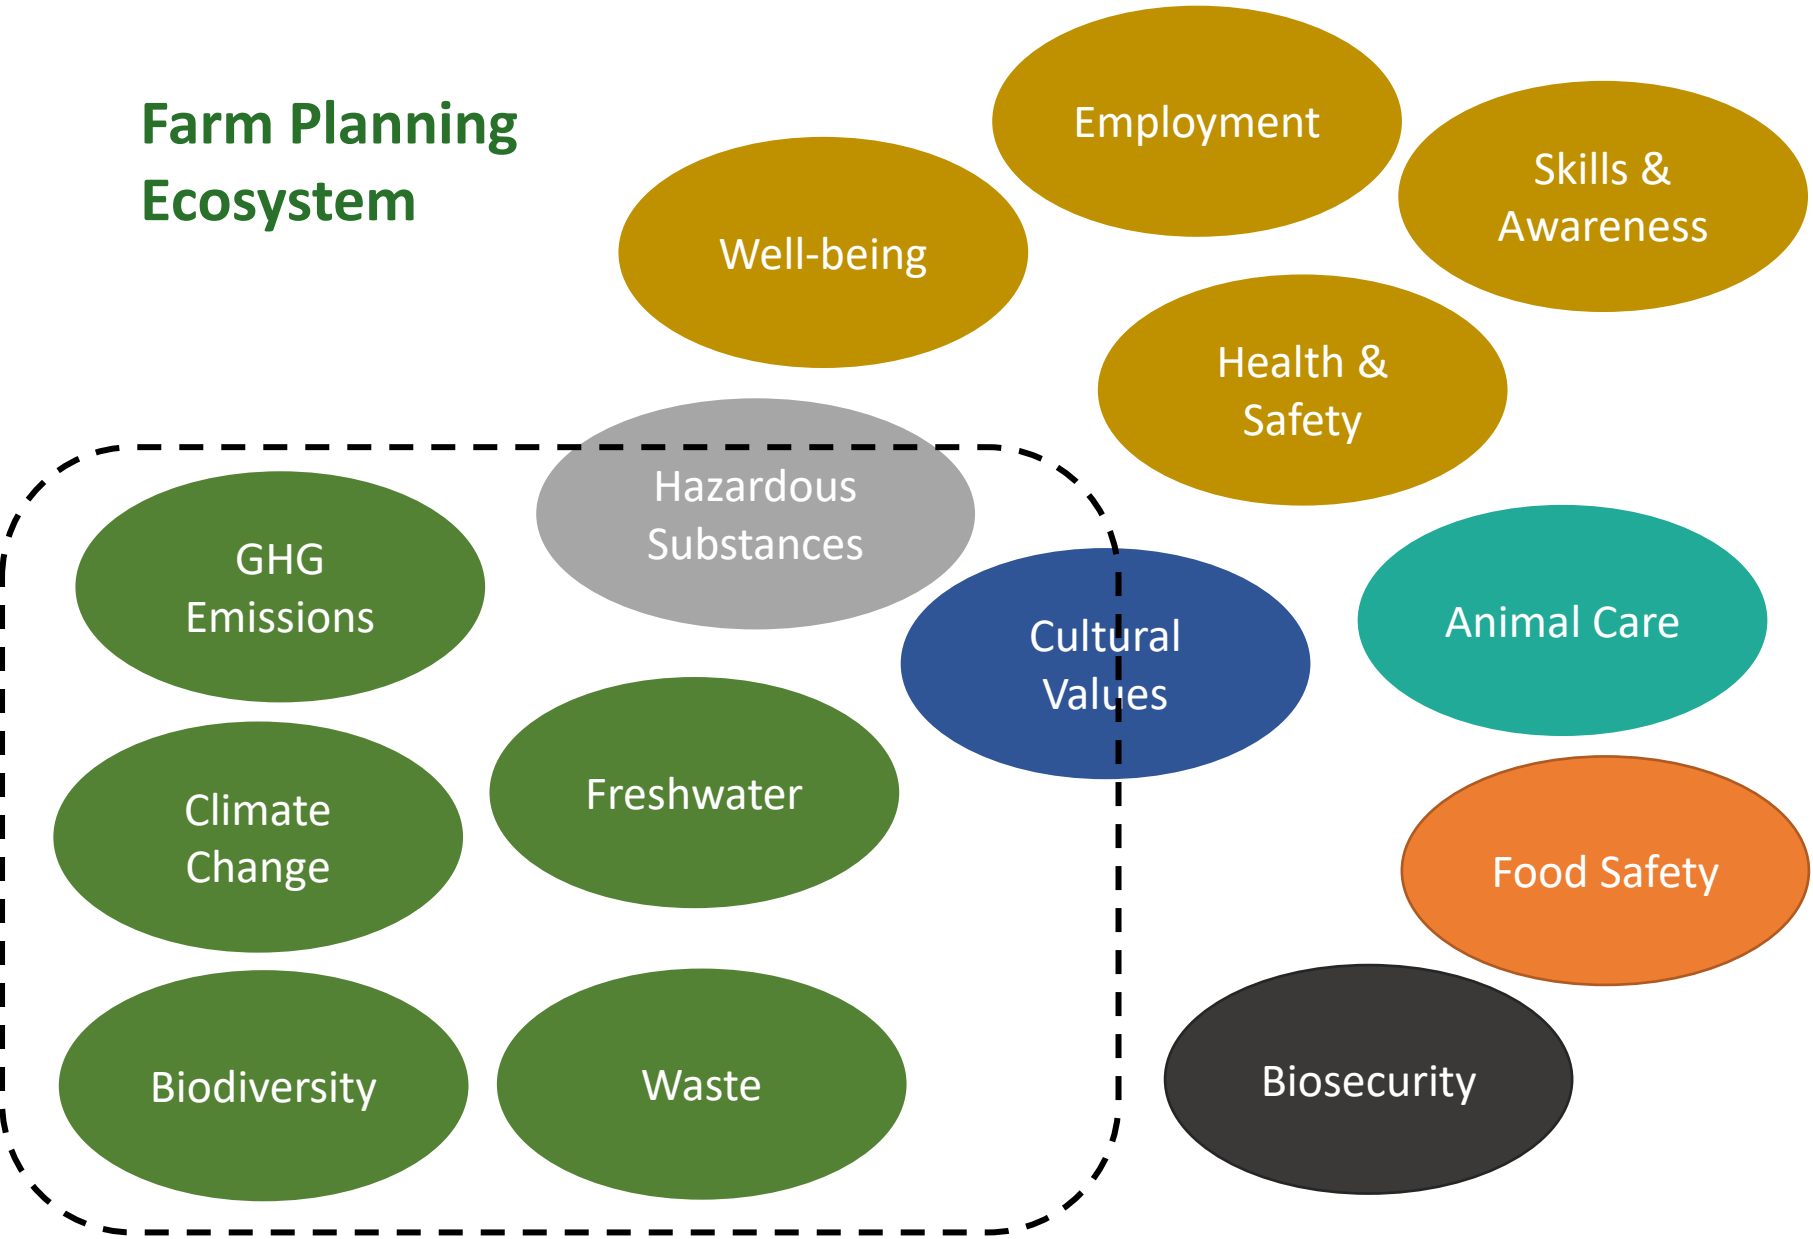 Farm Planning
Ecosystem
Employment
Skills &
Awareness
Well-being
Health &
Safety
Hazardous
Substances
GHG
Emissions
Cultural
Values
Animal Care
Climate
Change
Freshwater
Food Safety
Biodiversity
Waste
Biosecurity